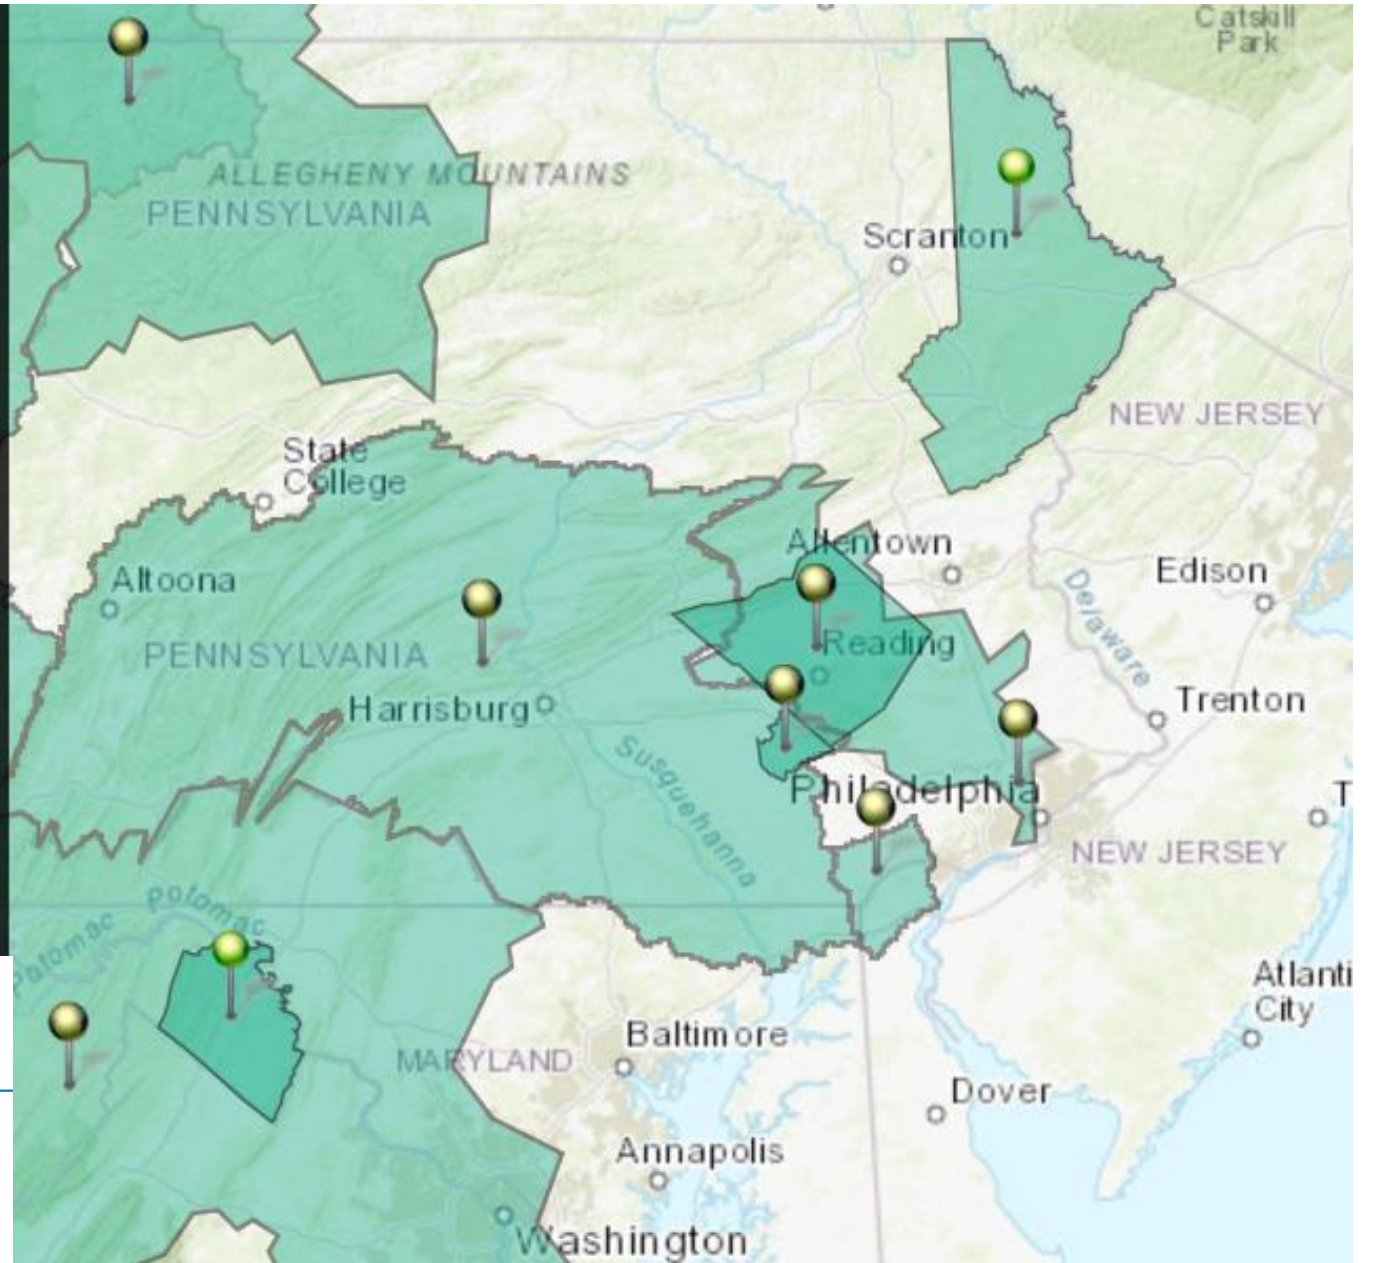 Catskill
Park
ALLEGHENY MOUNTAINS
PENNSYLVANIA
Scranton
NEW JERSEY
State
College
Allentown
Altoona
Edison
Delaware
PENNSYLVANIA
Reading
Harrisburg
Trenton
Susquehanna
Philadelphia
T
NEW JERSEY
Potomac
Potomac
Atlanti
City
Baltimore
MARYLAND
Dover
Annapolis
Washington